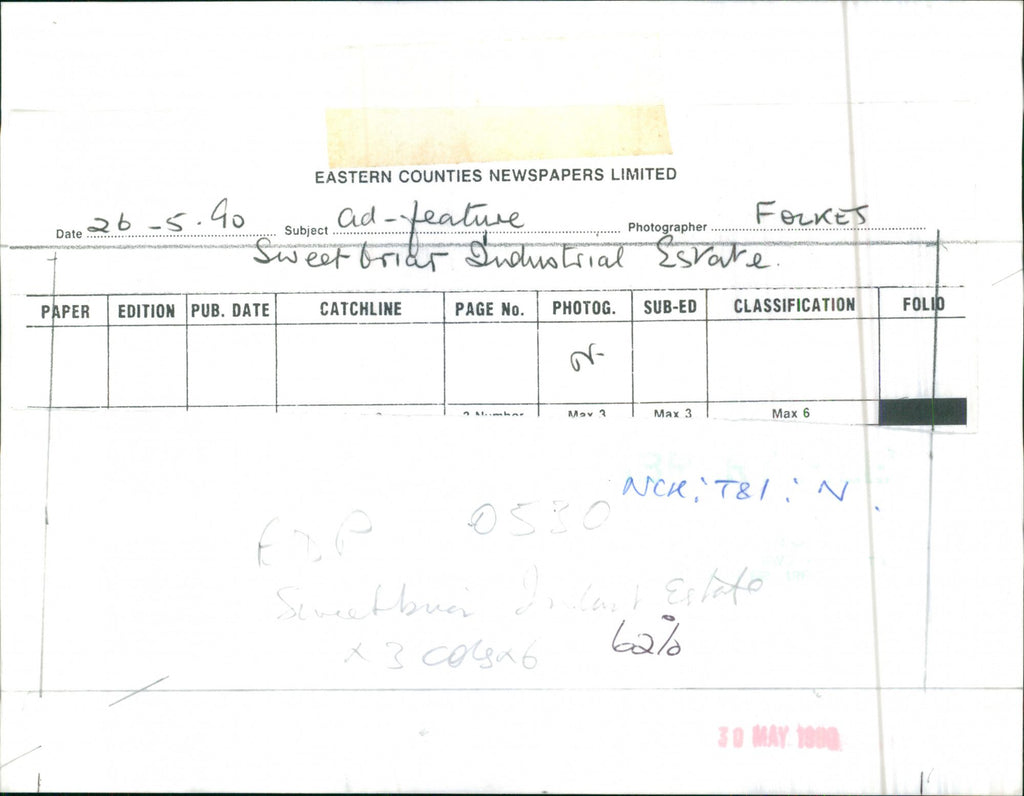 EASTERN COUNTIES NEWSPAPERS LIMITED
Date 26-5.90 Subject ad-feature Photographer FOLKES
Sweetbriar Industrial Estate.
PAPER EDITION PUB. DATE CATCHLINE PAGE No. PHOTOG. SUB-ED CLASSIFICATION FOLIO
N
Max 3 Max 3 Max 6
NCH: T81: N.
EDP 0530
Sweetbriar Indust Estate
x 3 cols x 6 62%
30 MAY 1990